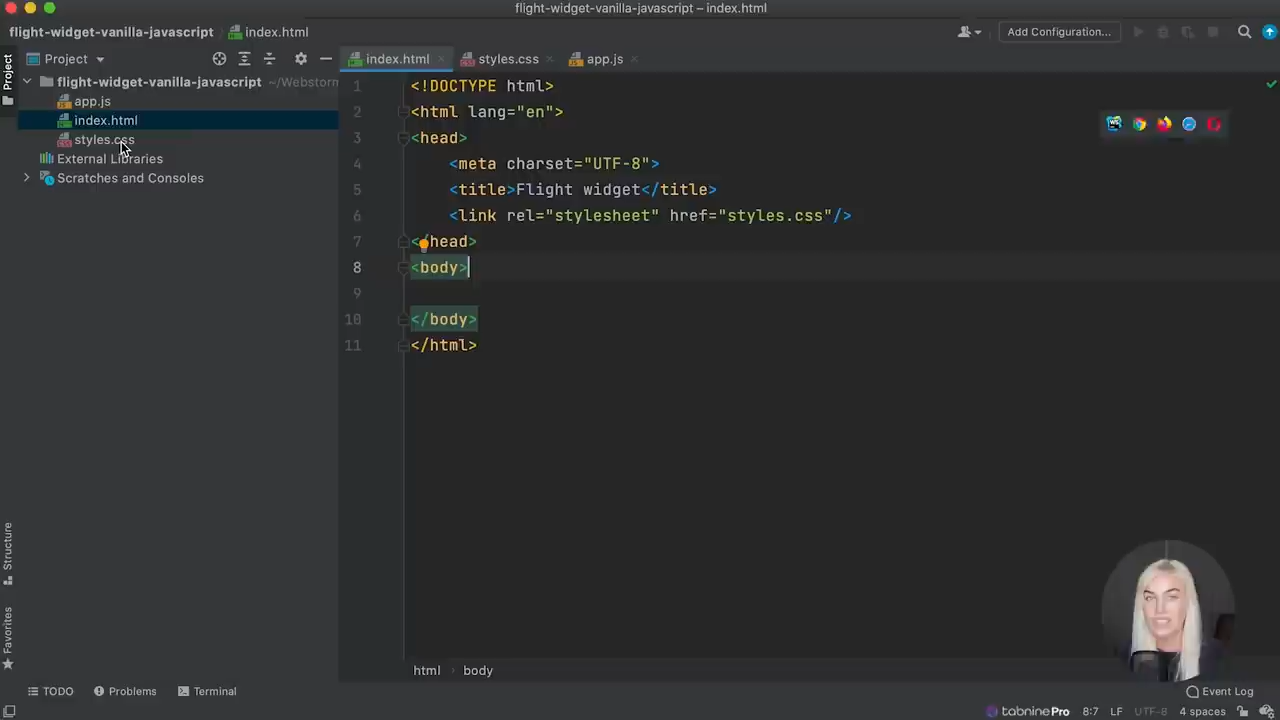 flight-widget-vanilla-javascript – index.html
flight-widget-vanilla-javascript
index.html
Add Configuration...
Project
Project
index.html
styles.css
app.js
flight-widget-vanilla-javascript
~/Webstorm
app.js
index.html
styles.css
External Libraries
Scratches and Consoles
1 <!DOCTYPE html>
2 <html lang="en">
3 <head>
4 <meta charset="UTF-8">
5 <title>Flight widget</title>
6 <link rel="stylesheet" href="styles.css"/>
7 </head>
8 <body>
9
10 </body>
11 </html>
Structure
Favorites
html
body
TODO
Problems
Terminal
Event Log
tabnine Pro
8:7
LF
UTF-8
4 spaces